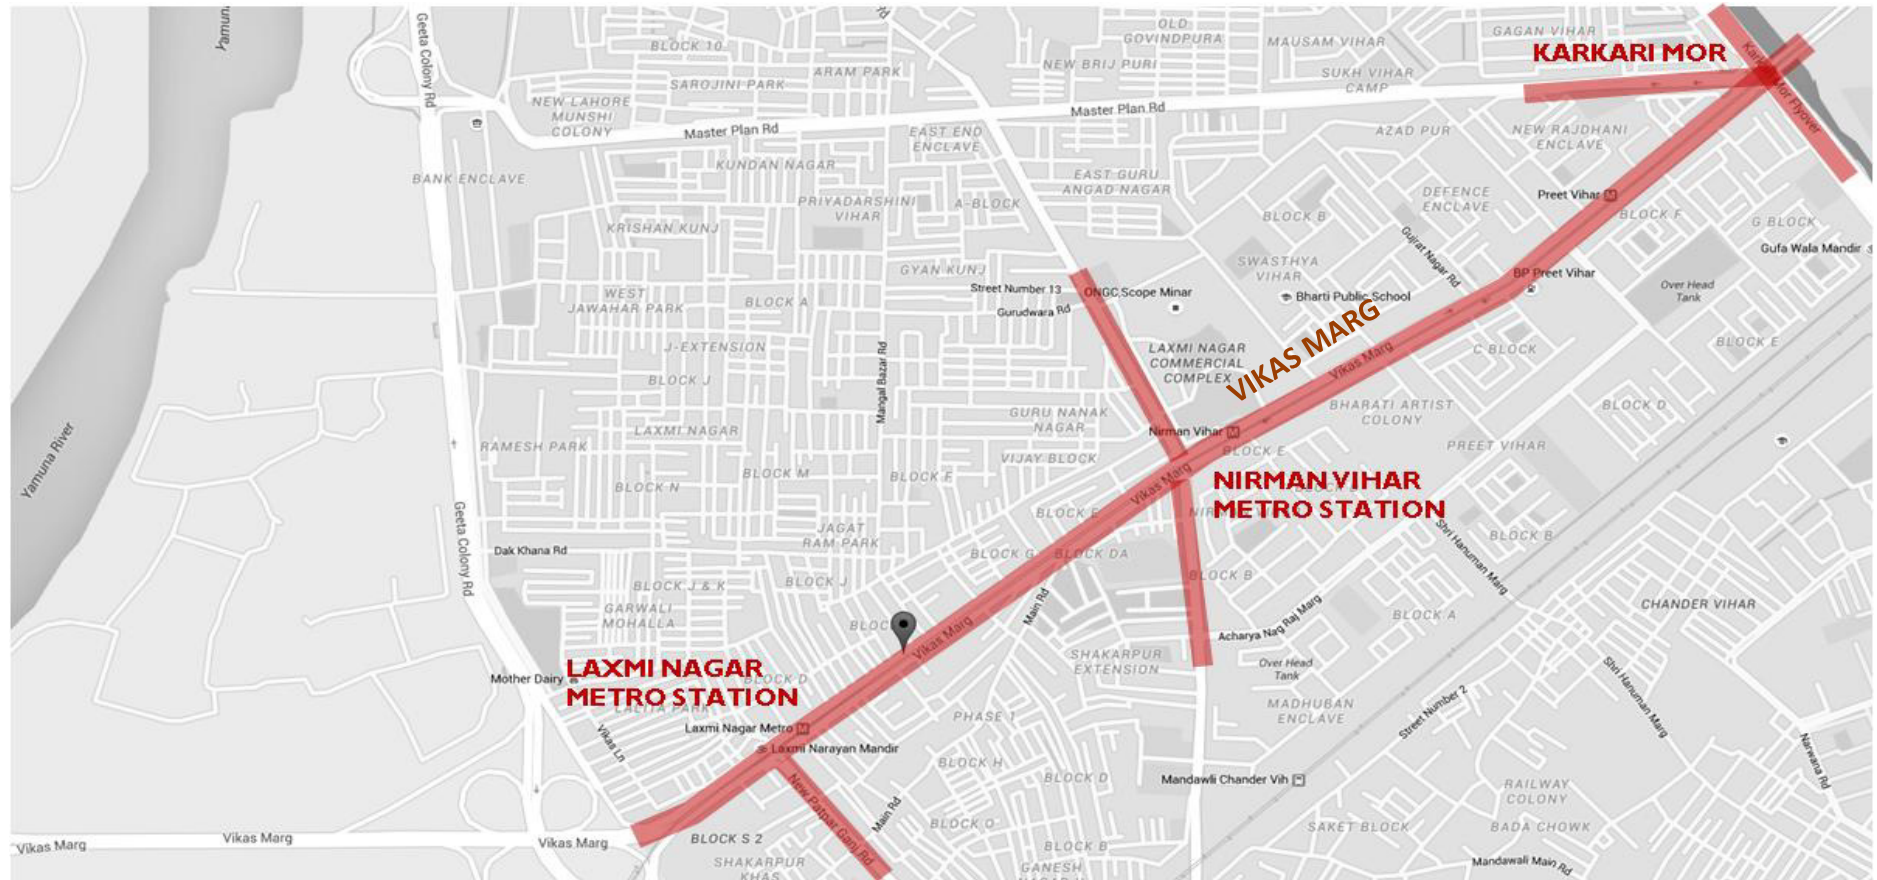 Yamuna
Geeta Colony Rd
Rd
OLD
GOVINDPURA
GAGAN VIHAR
BLOCK 10
MAUSAM VIHAR
KARKARI MOR
NEW BRIJ PURI
ARAM PARK
SUKH VIHAR
CAMP
SAROJINI PARK
NEW LAHORE
MUNSHI
COLONY
Master Plan Rd
Master Plan Rd
Mor Flyover
EAST END
ENCLAVE
AZAD PUR
NEW RAJDHANI
ENCLAVE
KUNDAN NAGAR
BANK ENCLAVE
EAST GURU
ANGAD NAGAR
DEFENCE
ENCLAVE
Preet Vihar
PRIYADARSHINI
VIHAR
A-BLOCK
BLOCK B
BLOCK F
G BLOCK
KRISHAN KUNJ
Gujrat Nagar Rd
Gufa Wala Mandir
GYAN KUNJ
SWASTHYA
VIHAR
BP Preet Vihar
Over Head
Tank
Street Number 13
ONGC,Scope Minar
Bharti Public School
WEST
JAWAHAR PARK
BLOCK A
Gurudwara Rd
VIKAS MARG
J-EXTENSION
Mangal Bazar Rd
LAXMI NAGAR
COMMERCIAL
COMPLEX
Vikas Marg
C BLOCK
BLOCK E
BLOCK J
GURU NANAK
NAGAR
BHARATI ARTIST
COLONY
BLOCK D
Yamuna River
RAMESH PARK
LAXMI NAGAR
Nirman Vihar
BLOCK E
PREET VIHAR
VIJAY BLOCK
BLOCK M
BLOCK F
BLOCK N
Vikas Marg
NIRMAN VIHAR
METRO STATION
Geeta Colony Rd
BLOCK E
NIR
JAGAT
RAM PARK
Shri Hanuman Marg
BLOCK B
Dak Khana Rd
BLOCK G
BLOCK DA
BLOCK J & K
BLOCK J
BLOCK B
GARWALI
MOHALLA
Main Rd
BLOC
Vikas Marg
Acharya Nag Raj Marg
BLOCK A
CHANDER VIHAR
LAXMI NAGAR
METRO STATION
Mother Dairy
BLOCK D
LALITA PARK
SHAKARPUR
EXTENSION
Over Head
Tank
Shri Hanuman Marg
MADHUBAN
ENCLAVE
Street Number 2
PHASE 1
Laxmi Nagar Metro
Laxmi Narayan Mandir
Vikas Ln
Narwana Rd
BLOCK H
BLOCK D
Mandawli Chander Vih
New Patpar Ganj Rd
Main Rd
RAILWAY
COLONY
BLOCK O
SAKET BLOCK
BADA CHOWK
Vikas Marg
Vikas Marg
Vikas Marg
BLOCK S 2
BLOCK B
SHAKARPUR
KHAS
GANESH
Mandawali Main Rd